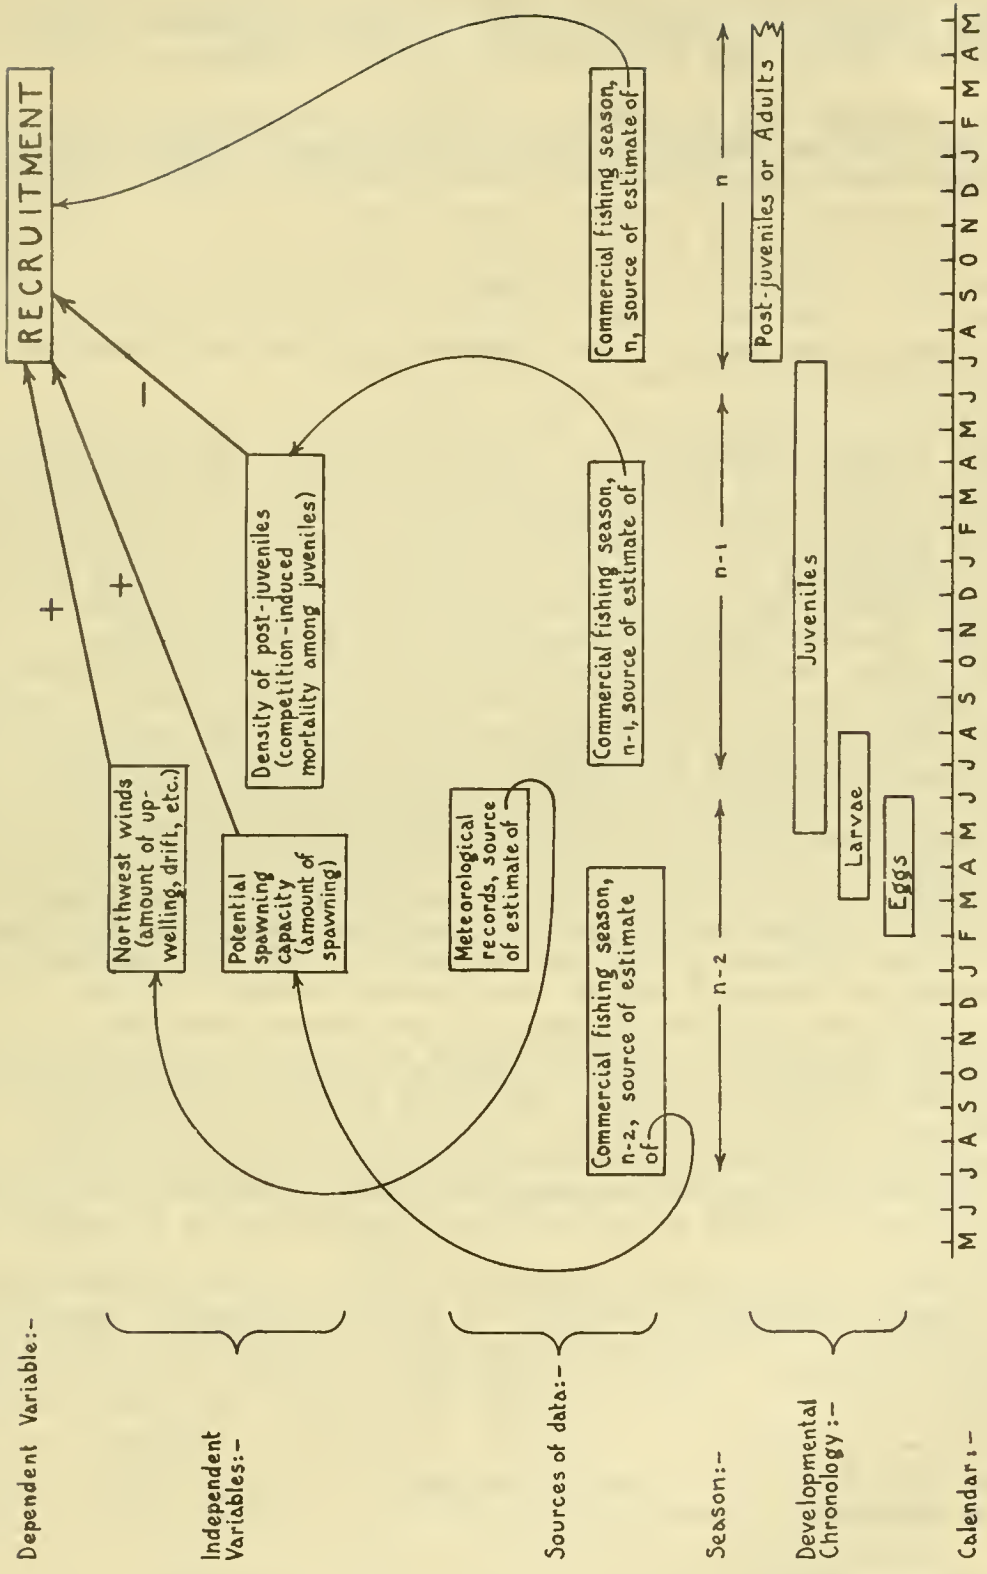 Dependent Variable:-
RECRUITMENT
Independent
Variables:-
Northwest winds
(amount of up-
welling, drift, etc.)
+
Potential
spawning
capacity
(amount of
spawning)
+
Density of post-juveniles
(competition-induced
mortality among juveniles)
-
Sources of data:-
Meteorological
records, source
of estimate of
Commercial fishing season,
n-2, source of estimate
of
Commercial fishing season,
n-1, source of estimate of
Commercial fishing season,
n, source of estimate of
Season:-
n-2
n-1
n
Developmental
Chronology:-
Post-juveniles or Adults
Juveniles
Larvae
Eggs
Calendar:-
M J J A S O N D J F M A M J J A S O N D J F M A M J J A S O N D J F M A M